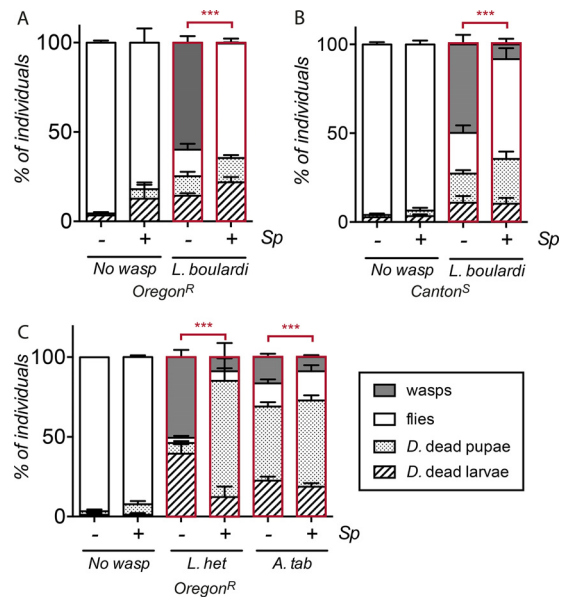 A
***
% of individuals
100
50
0
- + - + Sp
No wasp L. boulardi
Oregon^R
B
***
% of individuals
100
50
0
- + - + Sp
No wasp L. boulardi
Canton^S
C
*** ***
% of individuals
100
50
0
- + - + - + Sp
No wasp L. het A. tab
Oregon^R
wasps
flies
D. dead pupae
D. dead larvae